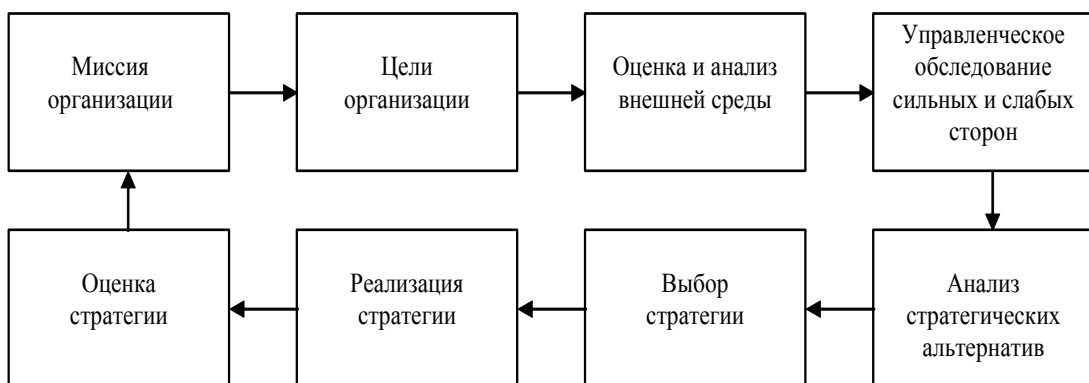 Миссия
организации
Цели
организации
Оценка и анализ
внешней среды
Управленческое
обследование
сильных и слабых
сторон
Оценка
стратегии
Реализация
стратегии
Выбор
стратегии
Анализ
стратегических
альтернатив